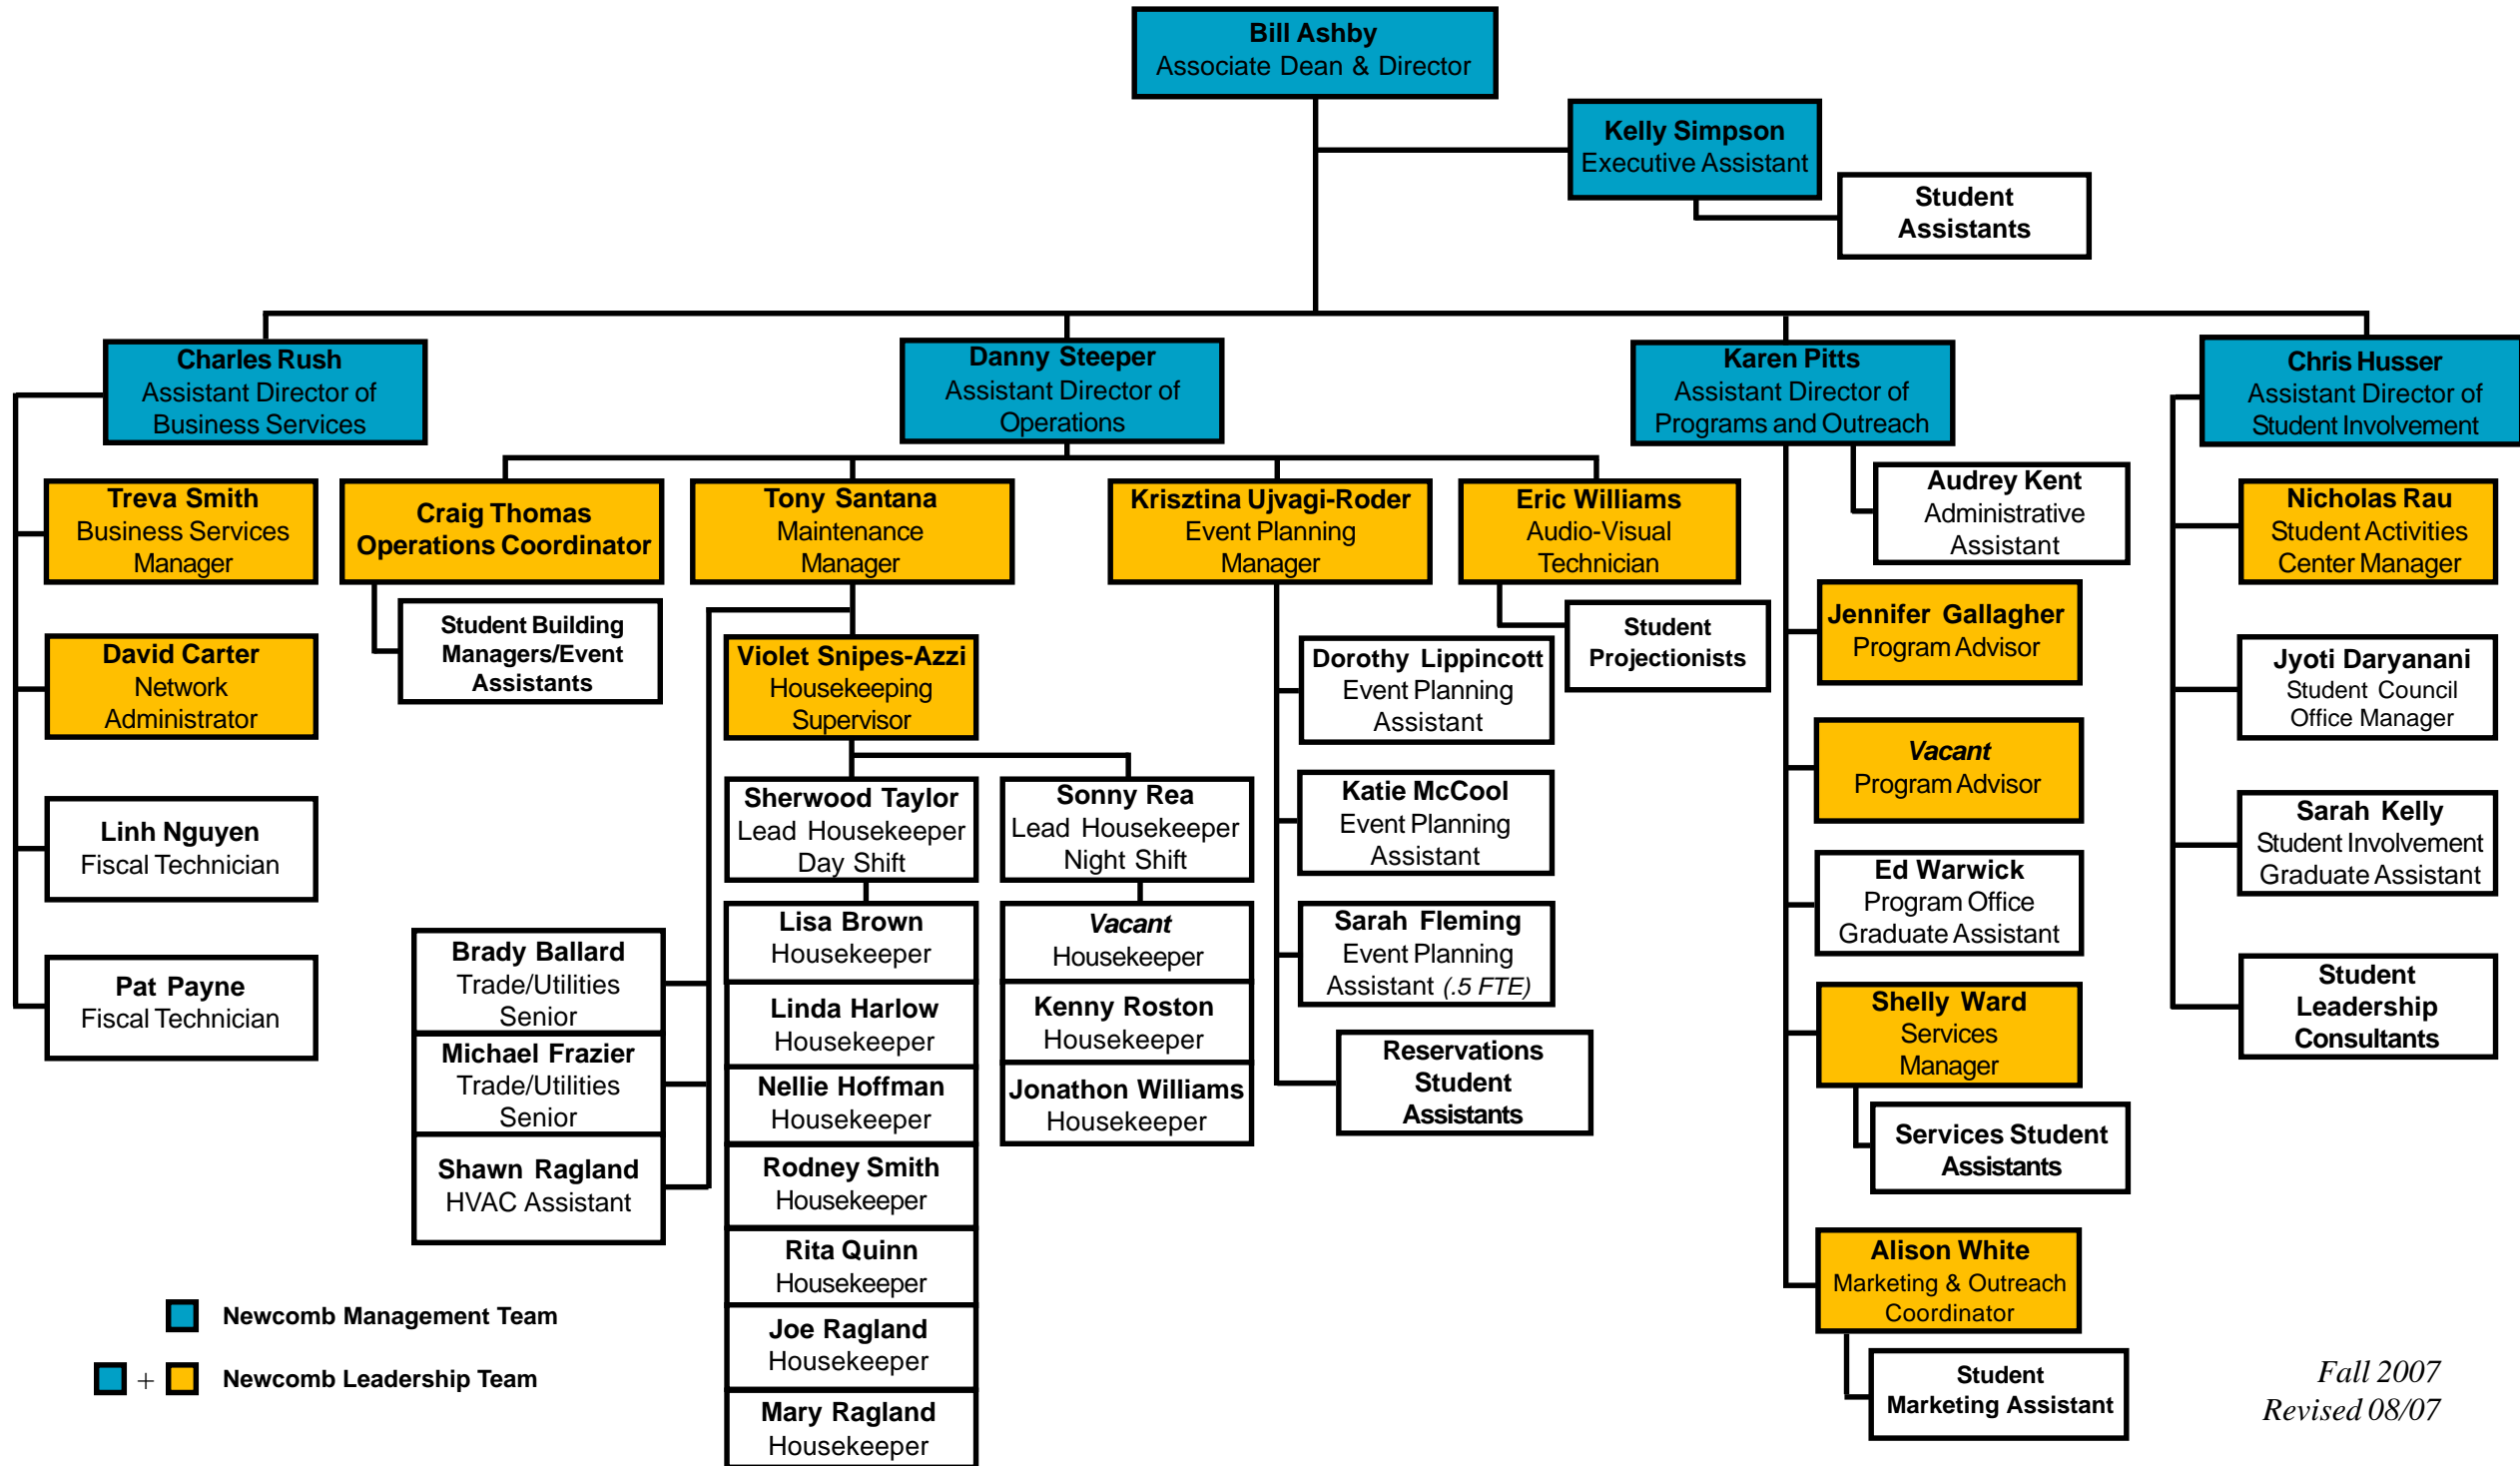 Bill Ashby
Associate Dean & Director
Kelly Simpson
Executive Assistant
Student
Assistants
Charles Rush
Assistant Director of
Business Services
Danny Steeper
Assistant Director of
Operations
Karen Pitts
Assistant Director of
Programs and Outreach
Chris Husser
Assistant Director of
Student Involvement
Treva Smith
Business Services
Manager
David Carter
Network
Administrator
Linh Nguyen
Fiscal Technician
Pat Payne
Fiscal Technician
Craig Thomas
Operations Coordinator
Student Building
Managers/Event
Assistants
Tony Santana
Maintenance
Manager
Violet Snipes-Azzi
Housekeeping
Supervisor
Brady Ballard
Trade/Utilities
Senior
Michael Frazier
Trade/Utilities
Senior
Shawn Ragland
HVAC Assistant
Sherwood Taylor
Lead Housekeeper
Day Shift
Lisa Brown
Housekeeper
Linda Harlow
Housekeeper
Nellie Hoffman
Housekeeper
Rodney Smith
Housekeeper
Rita Quinn
Housekeeper
Joe Ragland
Housekeeper
Mary Ragland
Housekeeper
Sonny Rea
Lead Housekeeper
Night Shift
Vacant
Housekeeper
Kenny Roston
Housekeeper
Jonathon Williams
Housekeeper
Krisztina Ujvagi-Roder
Event Planning
Manager
Dorothy Lippincott
Event Planning
Assistant
Katie McCool
Event Planning
Assistant
Sarah Fleming
Event Planning
Assistant (.5 FTE)
Reservations
Student
Assistants
Eric Williams
Audio-Visual
Technician
Student
Projectionists
Audrey Kent
Administrative
Assistant
Jennifer Gallagher
Program Advisor
Vacant
Program Advisor
Ed Warwick
Program Office
Graduate Assistant
Shelly Ward
Services
Manager
Services Student
Assistants
Alison White
Marketing & Outreach
Coordinator
Student
Marketing Assistant
Nicholas Rau
Student Activities
Center Manager
Jyoti Daryanani
Student Council
Office Manager
Sarah Kelly
Student Involvement
Graduate Assistant
Student
Leadership
Consultants
Newcomb Management Team
+ Newcomb Leadership Team
Fall 2007
Revised 08/07